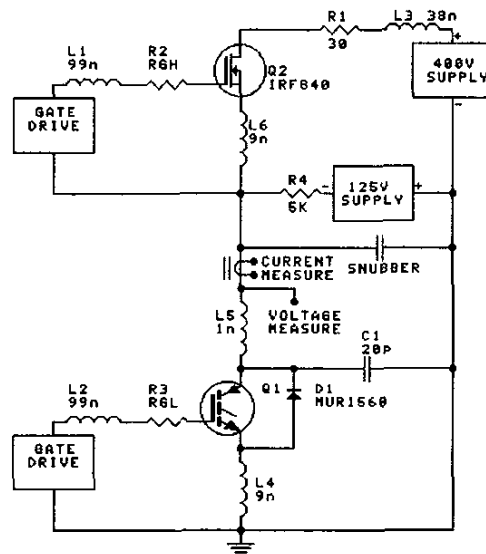 R1
30
L3 38n
+
400V
SUPPLY
-
L1
99n
R2
RGH
Q2
IRF840
GATE
DRIVE
L6
9n
R4
5K
-
125V
SUPPLY
+
CURRENT
MEASURE
SNUBBER
L5
1n
VOLTAGE
MEASURE
C1
20p
L2
99n
R3
RGL
Q1
D1
MUR1560
GATE
DRIVE
L4
9n